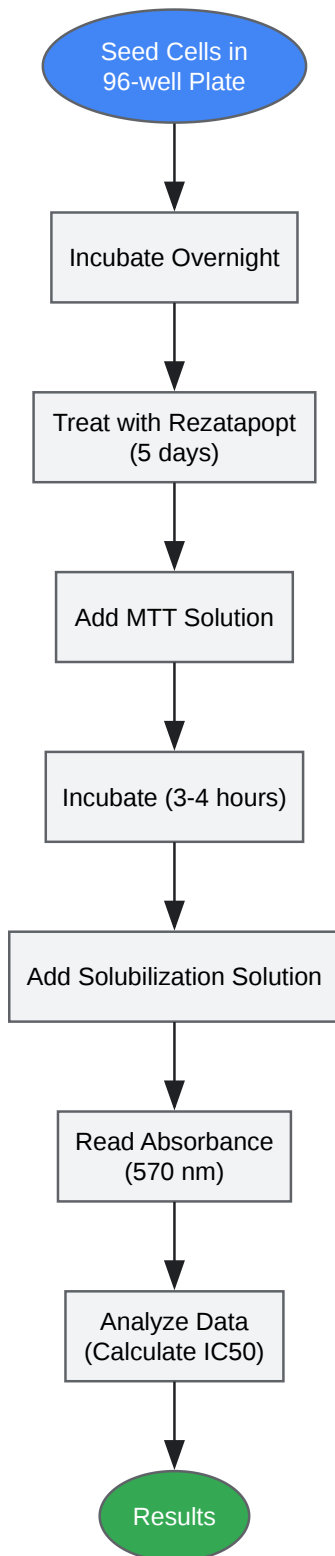 Seed Cells in
96-well Plate
Incubate Overnight
Treat with Rezatapopt
(5 days)
Add MTT Solution
Incubate (3-4 hours)
Add Solubilization Solution
Read Absorbance
(570 nm)
Analyze Data
(Calculate IC50)
Results